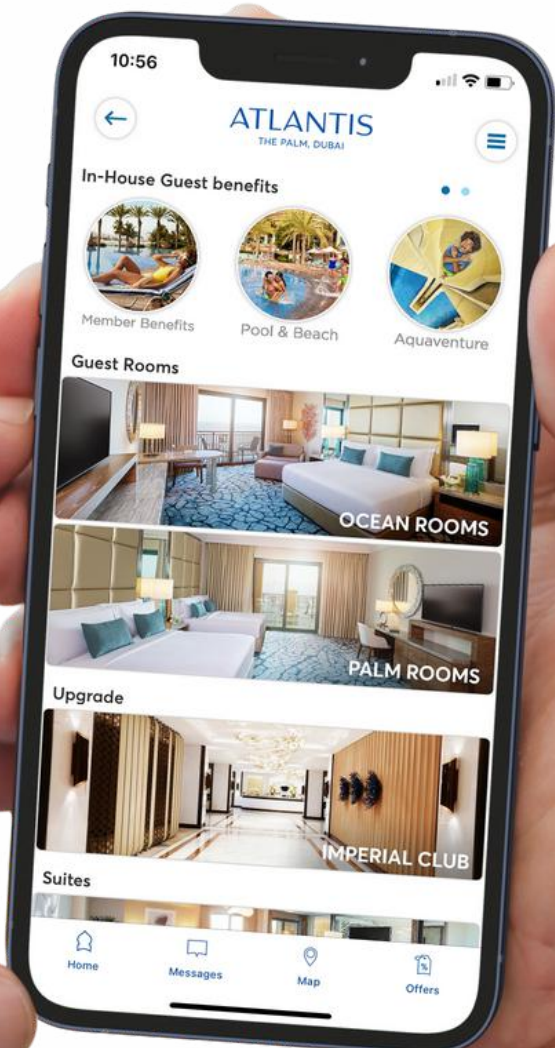 10:56
ATLANTIS
THE PALM, DUBAI
In-House Guest benefits
Member Benefits
Pool & Beach
Aquaventure
Guest Rooms
OCEAN ROOMS
PALM ROOMS
Upgrade
IMPERIAL CLUB
Suites
Home
Messages
Map
Offers